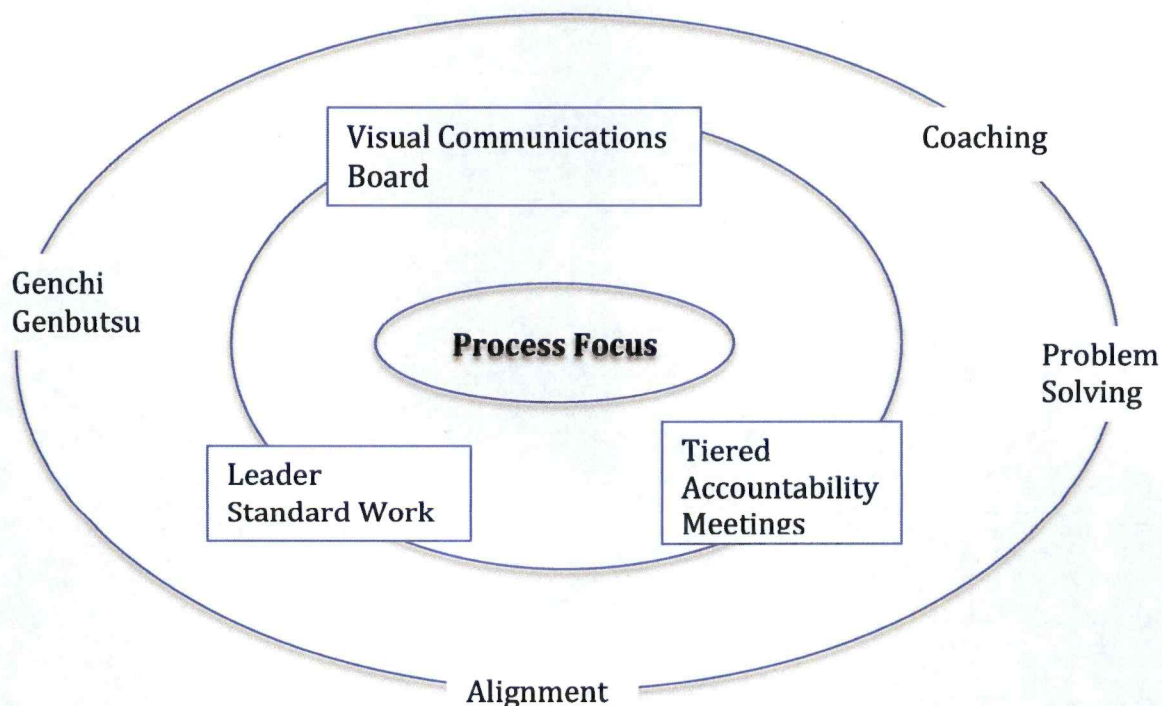 Visual Communications
Board
Coaching
Genchi
Genbutsu
Process Focus
Problem
Solving
Leader
Standard Work
Tiered
Accountability
Meetings
Alignment